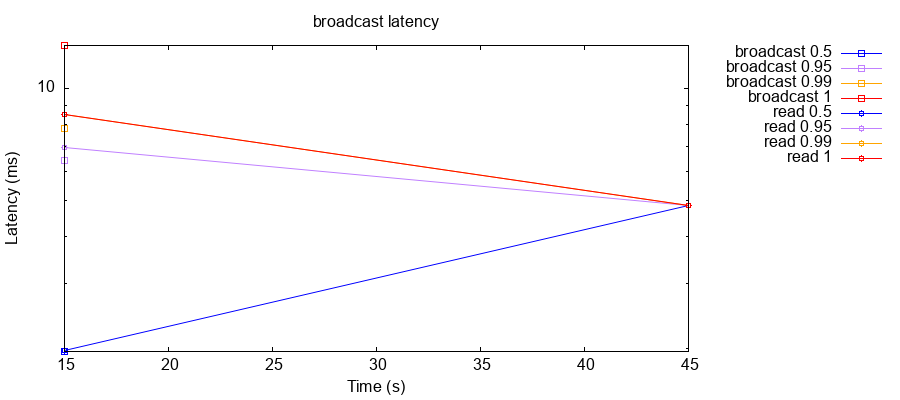 broadcast latency
broadcast 0.5
broadcast 0.95
broadcast 0.99
broadcast 1
read 0.5
read 0.95
read 0.99
read 1
10
Latency (ms)
15 20 25 30 35 40 45
Time (s)